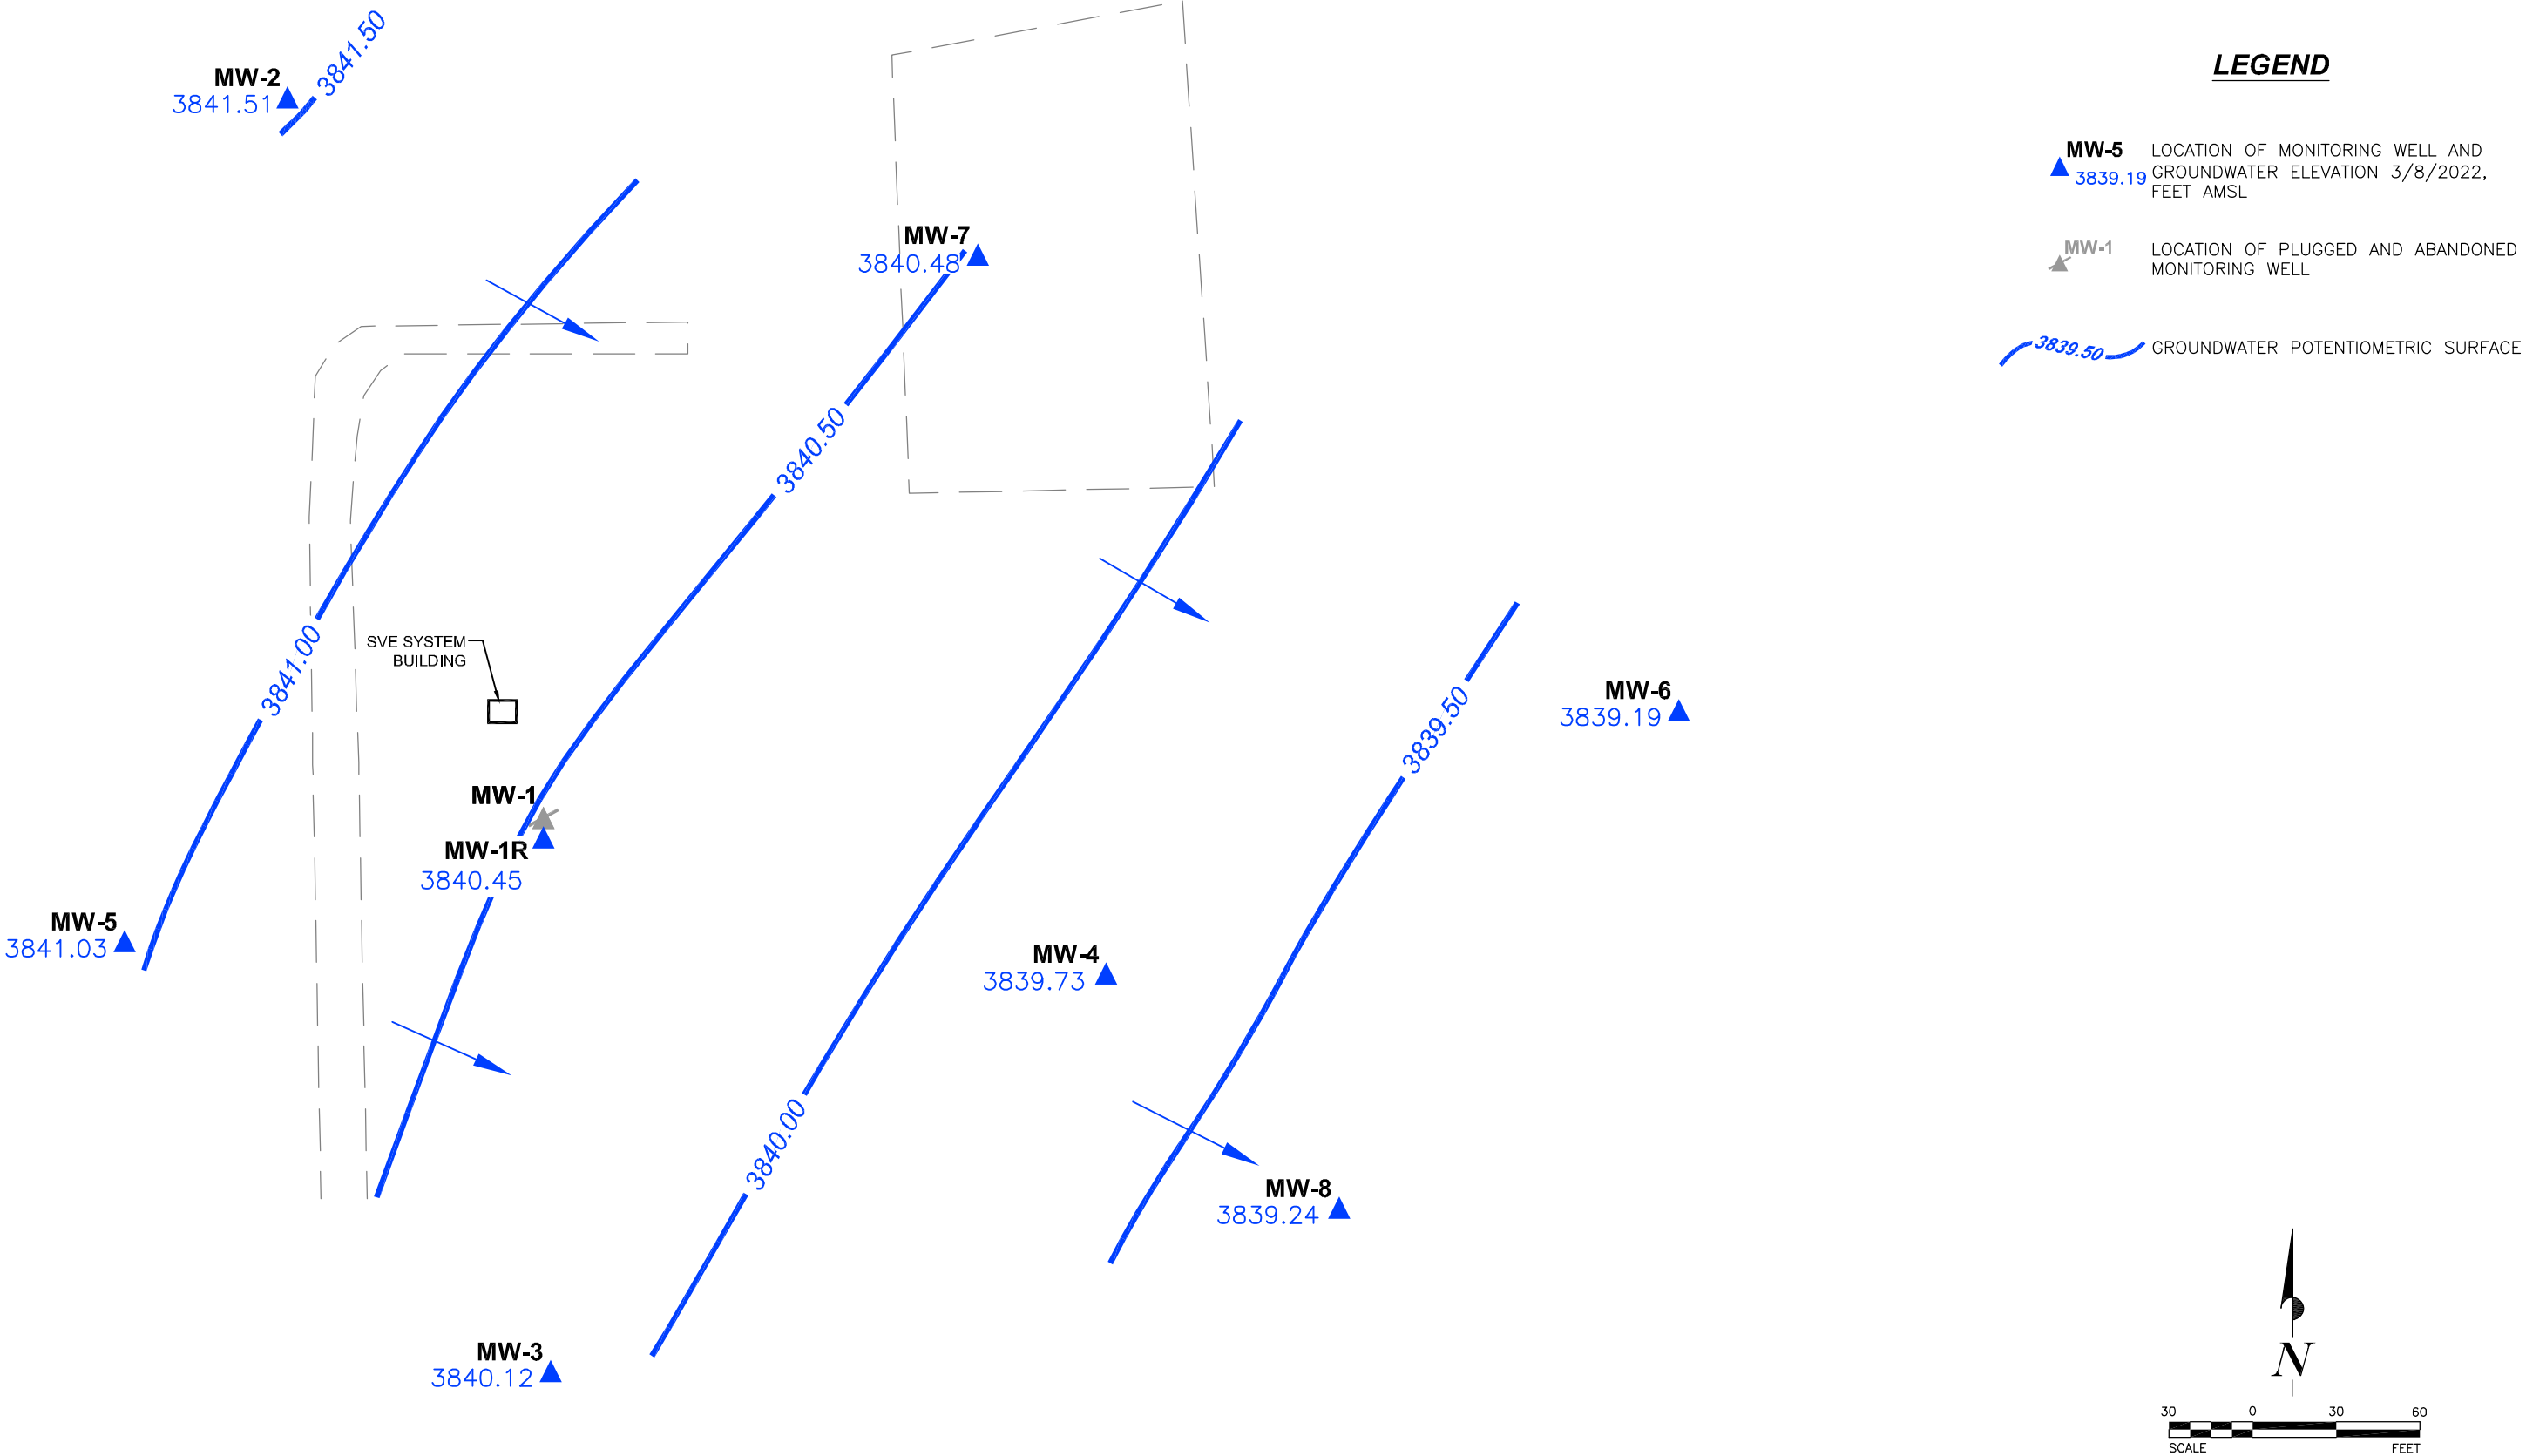 3841.50
MW-2
3841.51
MW-7
3840.48
3840.50
3841.00
SVE SYSTEM
BUILDING
MW-6
3839.19
3839.50
MW-1
MW-1R
3840.45
MW-5
3841.03
MW-4
3839.73
3840.00
MW-8
3839.24
MW-3
3840.12
LEGEND
MW-5
3839.19
LOCATION OF MONITORING WELL AND
GROUNDWATER ELEVATION 3/8/2022,
FEET AMSL
MW-1
LOCATION OF PLUGGED AND ABANDONED
MONITORING WELL
3839.50
GROUNDWATER POTENTIOMETRIC SURFACE
N
30 0 30 60
SCALE FEET